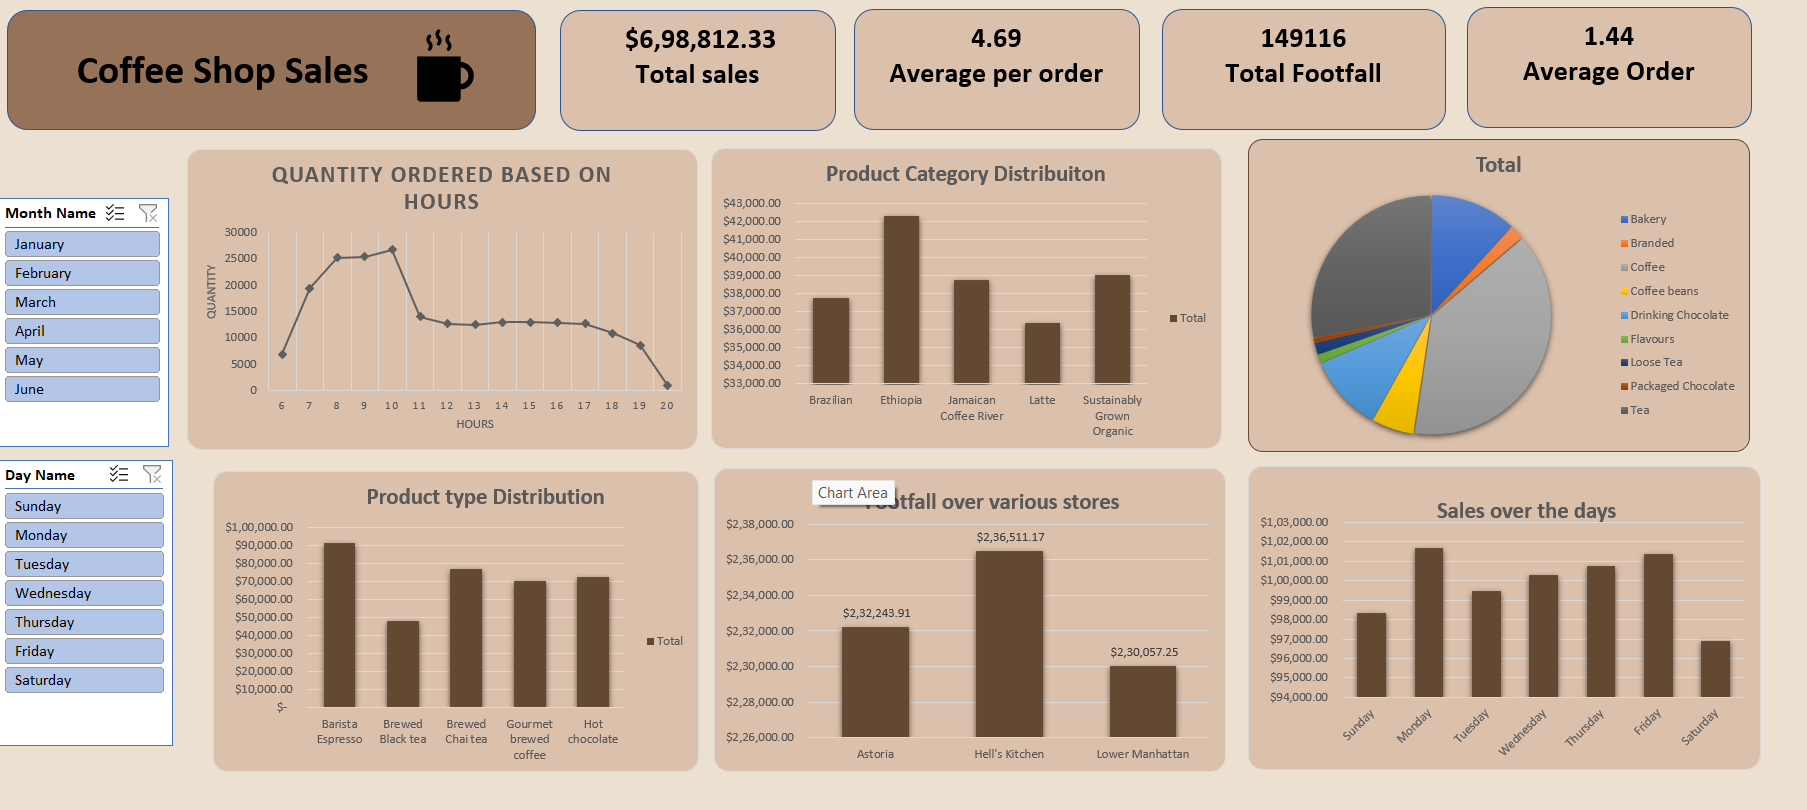 Coffee Shop Sales
$6,98,812.33
Total sales
4.69
Average per order
149116
Total Footfall
1.44
Average Order
Month Name
January
February
March
April
May
June
Day Name
Sunday
Monday
Tuesday
Wednesday
Thursday
Friday
Saturday
QUANTITY ORDERED BASED ON
HOURS
QUANTITY
30000
25000
20000
15000
10000
5000
0
6 7 8 9 10 11 12 13 14 15 16 17 18 19 20
HOURS
Product Category Distribuiton
$43,000.00
$42,000.00
$41,000.00
$40,000.00
$39,000.00
$38,000.00
$37,000.00
$36,000.00
$35,000.00
$34,000.00
$33,000.00
Brazilian Ethiopia Jamaican Latte Sustainably
Coffee River Grown
Organic
Total
Total
Bakery
Branded
Coffee
Coffee beans
Drinking Chocolate
Flavours
Loose Tea
Packaged Chocolate
Tea
Product type Distribution
$1,00,000.00
$90,000.00
$80,000.00
$70,000.00
$60,000.00
$50,000.00
$40,000.00
$30,000.00
$20,000.00
$10,000.00
$-
Barista Brewed Brewed Gourmet Hot
Espresso Black tea Chai tea brewed chocolate
coffee
Total
Chart Area
over various stores
$2,38,000.00
$2,36,000.00
$2,34,000.00
$2,32,000.00
$2,30,000.00
$2,28,000.00
$2,26,000.00
$2,32,243.91
$2,36,511.17
$2,30,057.25
Astoria Hell's Kitchen Lower Manhattan
Sales over the days
$1,03,000.00
$1,02,000.00
$1,01,000.00
$1,00,000.00
$99,000.00
$98,000.00
$97,000.00
$96,000.00
$95,000.00
$94,000.00
Sunday Monday Tuesday Wednesday Thursday Friday Saturday